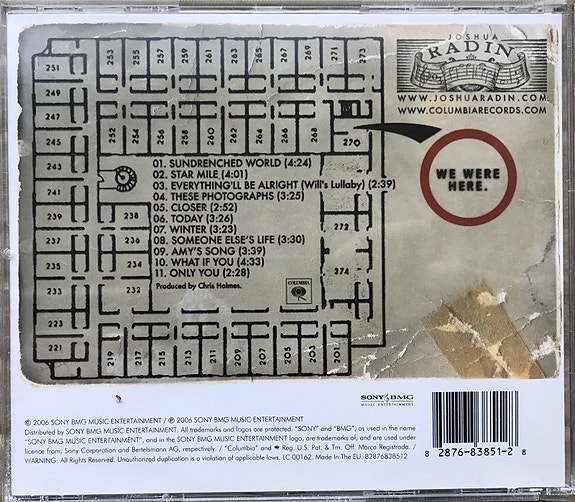 JOSHUA
RADIN
WWW.JOSHUARADIN.COM
WWW.COLUMBIARECORDS.COM
WE WERE
HERE.
251
253
255
257
259
263
265
267
269
271
273
249
247
245
243
241
239
237
235
233
223
221
252
254
256
258
260
262
264
266
268
270
272
274
238
236
234
232
01. SUNDRENCHED WORLD (4:24)
02. STAR MILE (4:01)
03. EVERYTHING'LL BE ALRIGHT (Will's Lullaby) (2:39)
04. THESE PHOTOGRAPHS (3:25)
05. CLOSER (2:52)
06. TODAY (3:26)
07. WINTER (3:23)
08. SOMEONE ELSE'S LIFE (3:30)
09. AMY'S SONG (3:39)
10. WHAT IF YOU (4:33)
11. ONLY YOU (2:28)
Produced by Chris Holmes.
COLUMBIA
219
217
215
213
211
209
207
205
203
201
SONY BMG
MUSIC ENTERTAINMENT
© 2006 SONY BMG MUSIC ENTERTAINMENT / ℗ 2006 SONY BMG MUSIC ENTERTAINMENT
Distributed by SONY BMG MUSIC ENTERTAINMENT. All trademarks and logos are protected. "SONY" and "BMG", as used in the name
"SONY BMG MUSIC ENTERTAINMENT", and in the SONY BMG MUSIC ENTERTAINMENT logo, are trademarks of, and are used under
licence from, Sony Corporation and Bertelsmann AG, respectively. / "Columbia" and Reg. U.S. Pat. & Tm. Off. Marca Registrada. /
WARNING: All Rights Reserved. Unauthorized duplication is a violation of applicable laws. LC 00162. Made In The EU. 82876838512
8 2876-83851-2 8